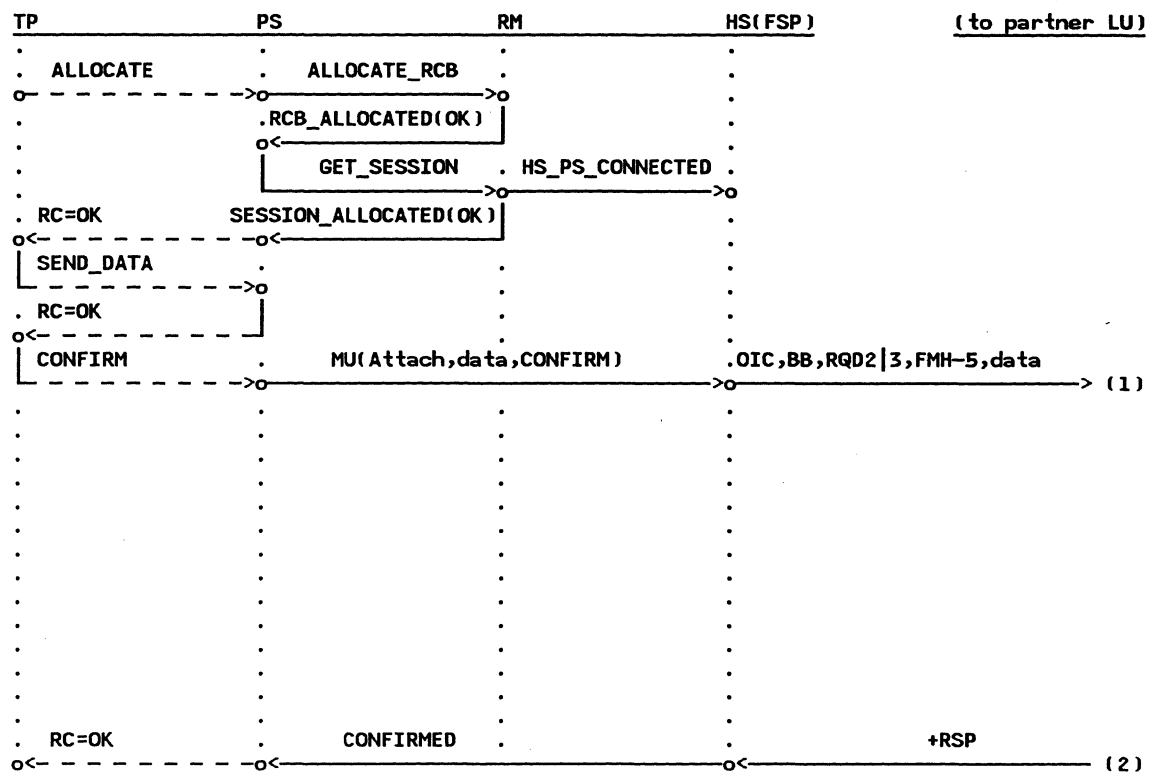 TP PS RM HS(FSP) (to partner LU)
ALLOCATE ALLOCATE_RCB
RCB_ALLOCATED(OK)
GET_SESSION HS_PS_CONNECTED
RC=OK SESSION_ALLOCATED(OK)
SEND_DATA
RC=OK
CONFIRM MU(Attach,data,CONFIRM) OIC,BB,RQD2|3,FMH-5,data
(1)
RC=OK CONFIRMED +RSP
(2)